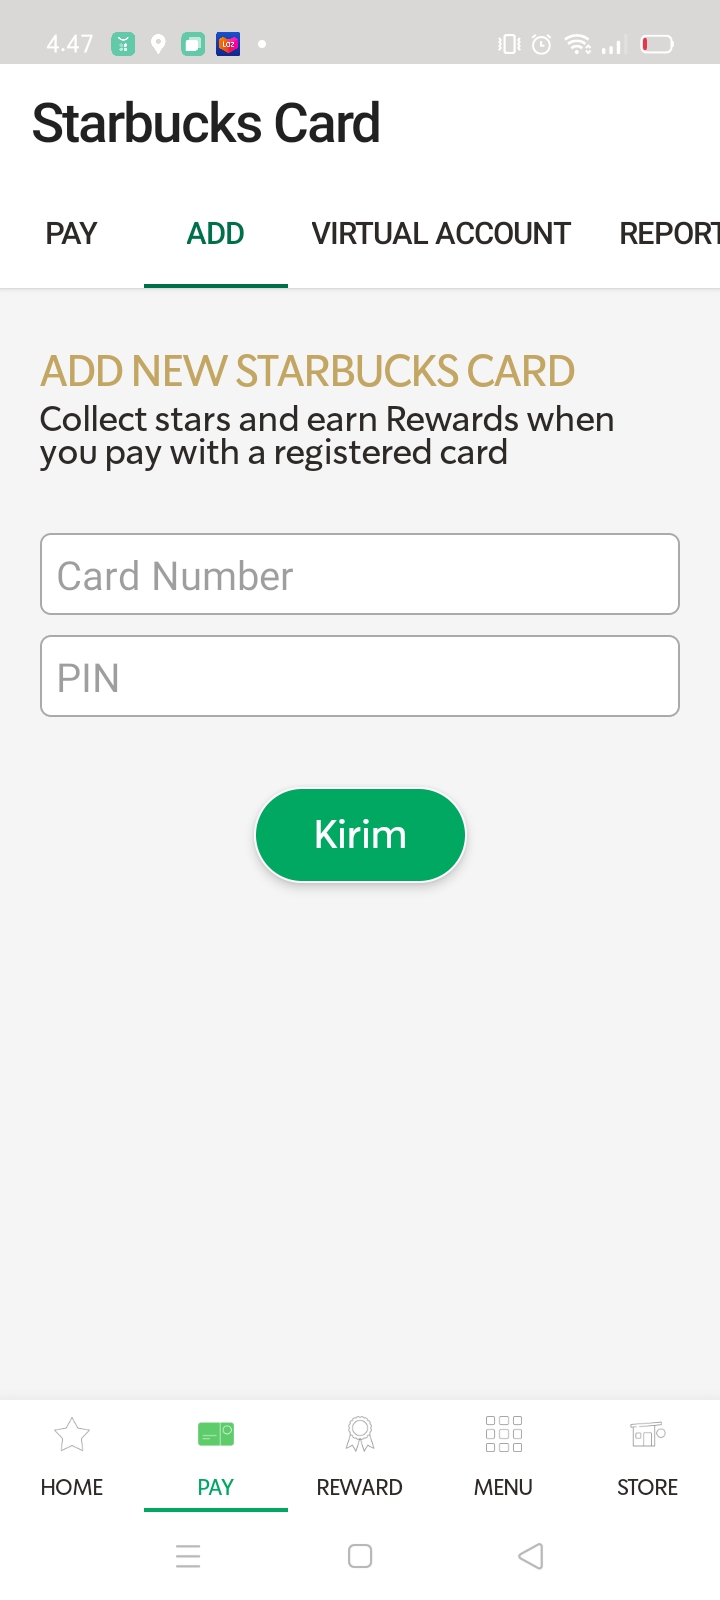 4.47
Laz
Starbucks Card
PAY ADD VIRTUAL ACCOUNT REPORT
ADD NEW STARBUCKS CARD
Collect stars and earn Rewards when
you pay with a registered card
Card Number
PIN
Kirim
HOME PAY REWARD MENU STORE